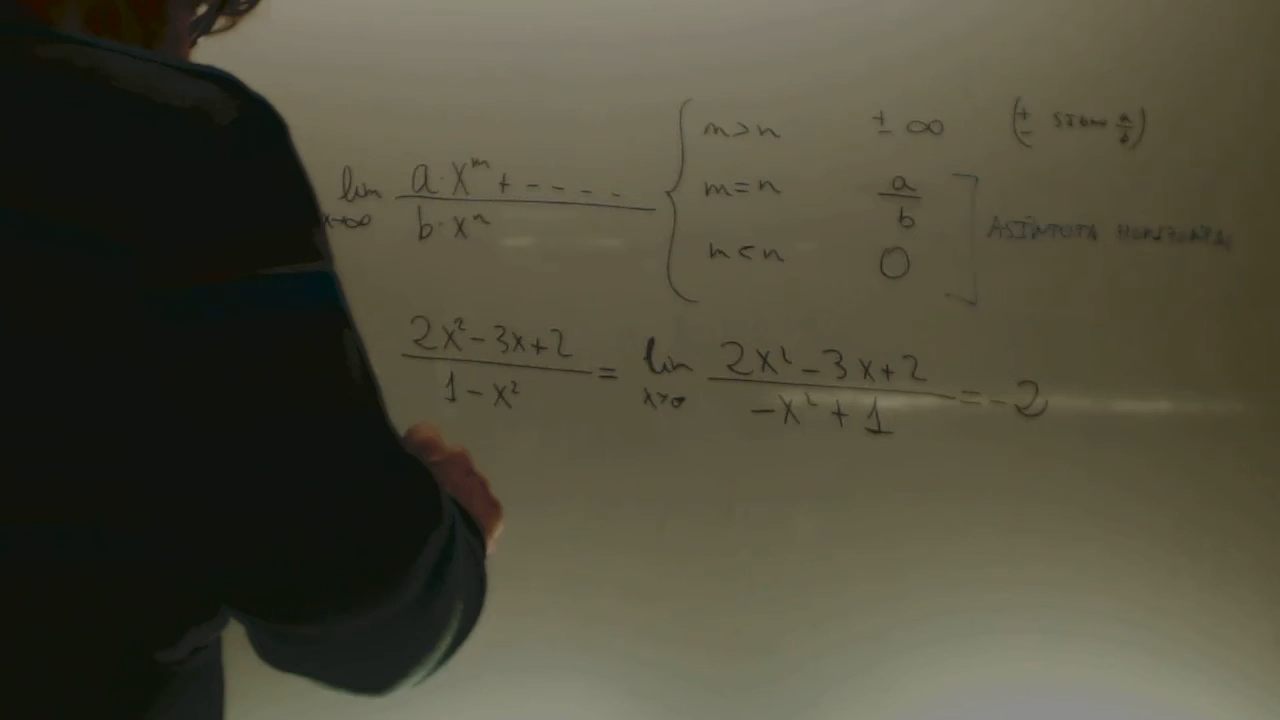 lim x→∞ a·x^m + - - - - - / b·x^n { m>n ± ∞ (± signo a/b)
m=n a/b
m<n 0 ] ASÍNTOTA HORIZONTAL
2x² - 3x + 2 / 1 - x² = lim x→∞ 2x² - 3x + 2 / -x² + 1 = -2